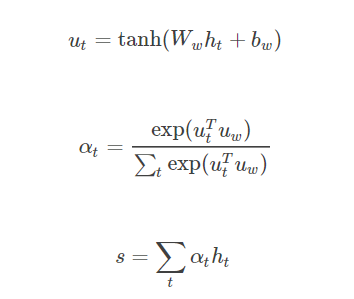 u_t = tanh(W_w h_t + b_w)
α_t = exp(u_t^T u_w) / ∑_t exp(u_t^T u_w)
s = ∑_t α_t h_t